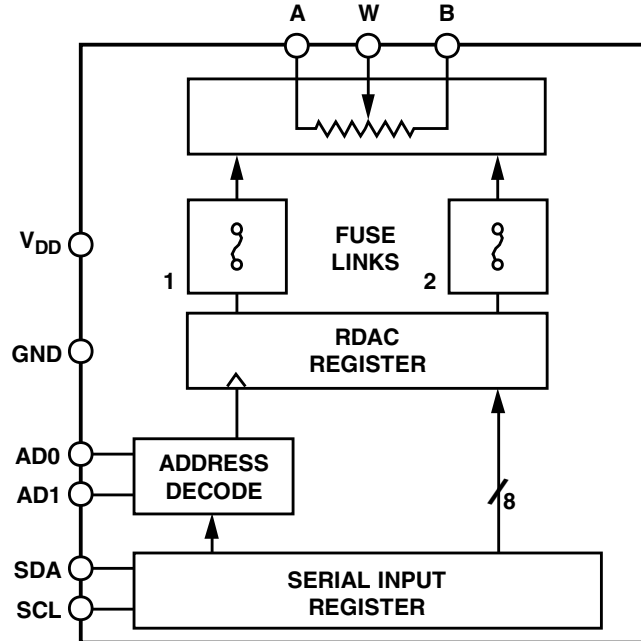 A W B
V_DD
FUSE
LINKS
1 2
GND
RDAC
REGISTER
AD0
AD1
ADDRESS
DECODE
8
SDA
SCL
SERIAL INPUT
REGISTER